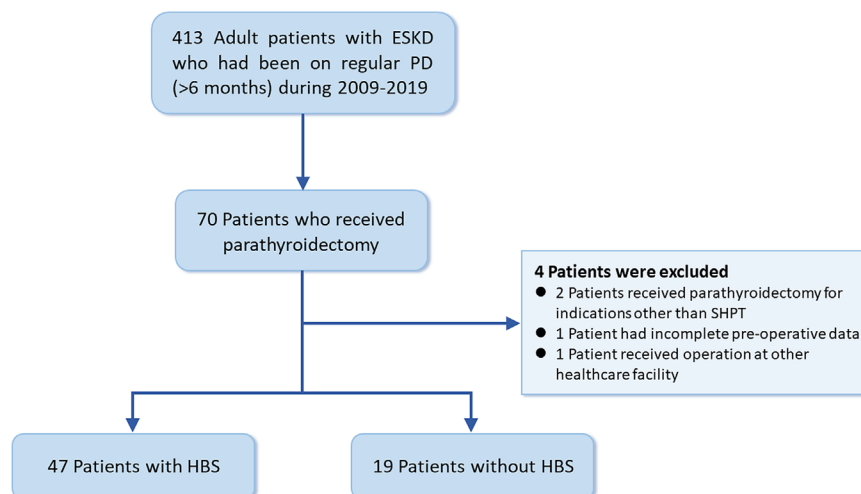 413 Adult patients with ESKD
who had been on regular PD
(>6 months) during 2009-2019
70 Patients who received
parathyroidectomy
4 Patients were excluded
● 2 Patients received parathyroidectomy for
indications other than SHPT
● 1 Patient had incomplete pre-operative data
● 1 Patient received operation at other
healthcare facility
47 Patients with HBS
19 Patients without HBS